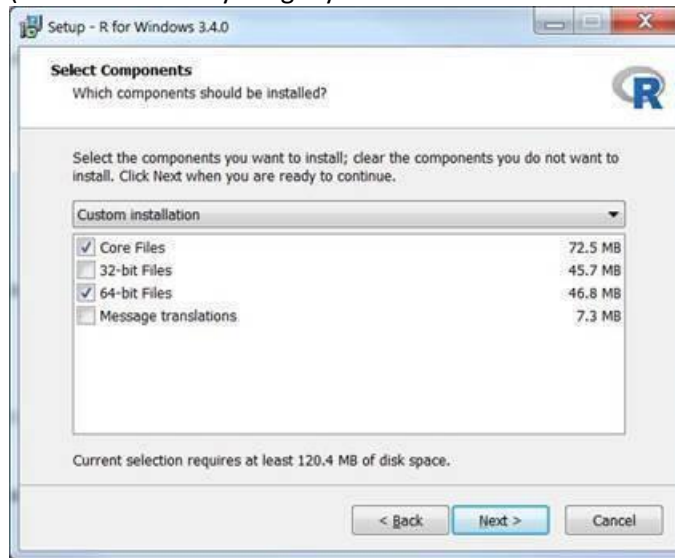 Setup - R for Windows 3.4.0
Select Components
Which components should be installed?
R
Select the components you want to install; clear the components you do not want to
install. Click Next when you are ready to continue.
Custom installation
Core Files 72.5 MB
32-bit Files 45.7 MB
64-bit Files 46.8 MB
Message translations 7.3 MB
Current selection requires at least 120.4 MB of disk space.
< Back Next > Cancel